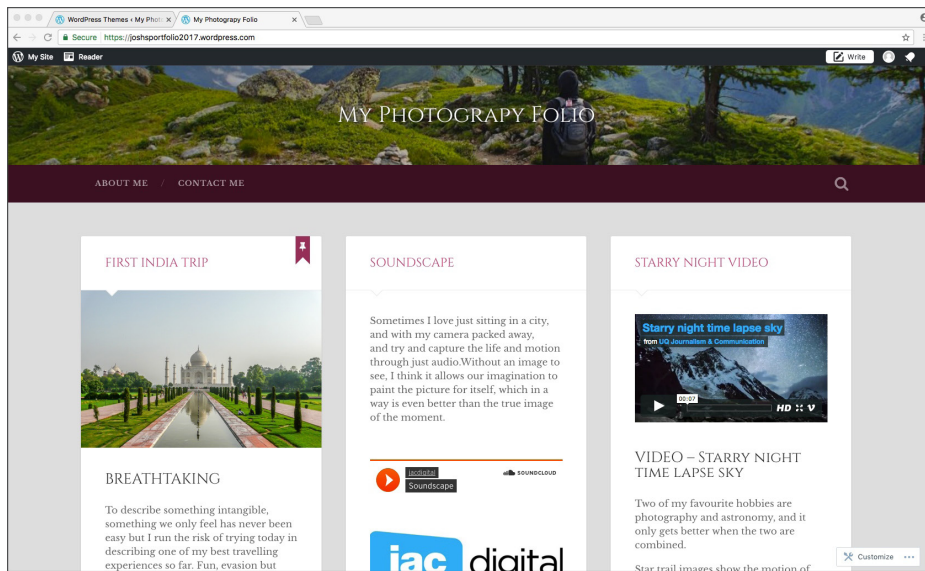 WordPress Themes ‹ My Phot
My Photograpy Folio
Secure
https://joshsportfolio2017.wordpress.com
My Site
Reader
Write
My Photograpy Folio
ABOUT ME / CONTACT ME
FIRST INDIA TRIP
BREATHTAKING
To describe something intangible,
something we only feel has never been
easy but I run the risk of trying today in
describing one of my best travelling
experiences so far. Fun, evasion but
SOUNDSCAPE
Sometimes I love just sitting in a city,
and with my camera packed away,
and try and capture the life and motion
through just audio.Without an image to
see, I think it allows our imagination to
paint the picture for itself, which in a
way is even better than the true image
of the moment.
jacdigital
Soundscape
SOUNDCLOUD
jac digital
STARRY NIGHT VIDEO
Starry night time lapse sky
from UQ Journalism & Communication
00:07
HD
VIDEO – Starry night
time lapse sky
Two of my favourite hobbies are
photography and astronomy, and it
only gets better when the two are
combined.
Star trail images show the motion of
Customize